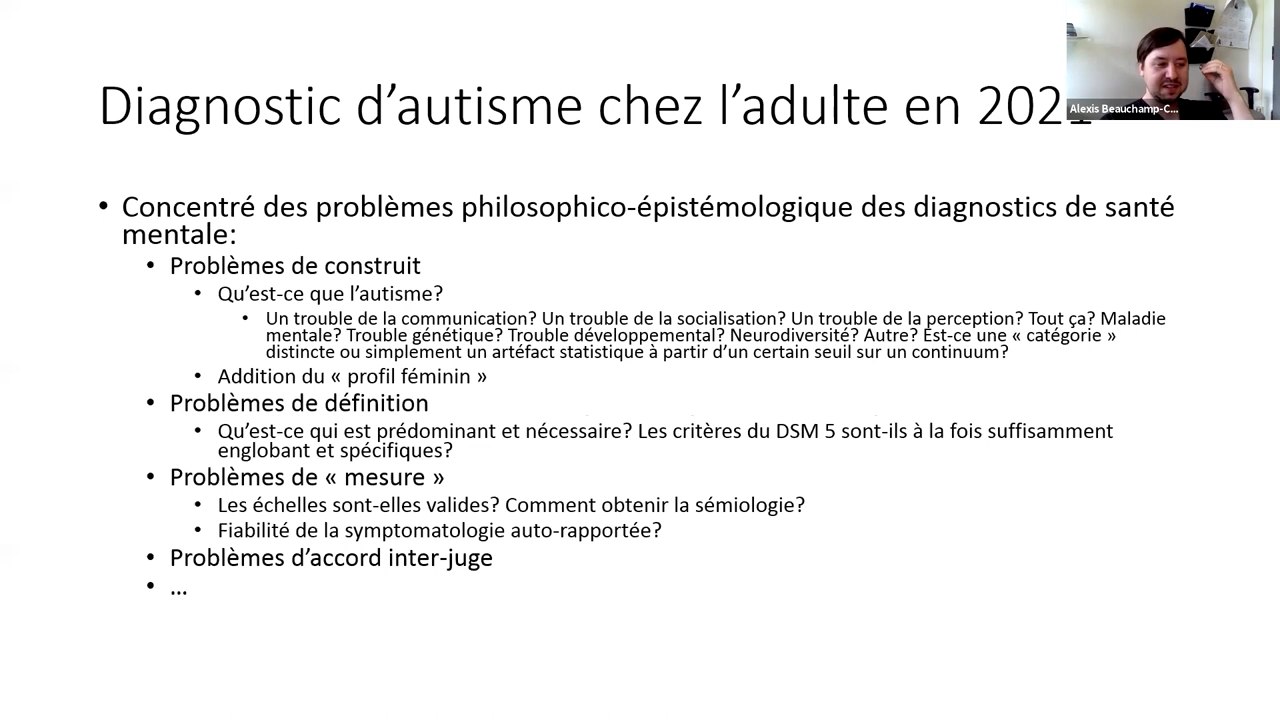 Diagnostic d’autisme chez l’adulte en 2021
Alexis Beauchamp-C...
• Concentré des problèmes philosophico-épistémologique des diagnostics de santé
mentale:
• Problèmes de construit
• Qu’est-ce que l’autisme?
• Un trouble de la communication? Un trouble de la socialisation? Un trouble de la perception? Tout ça? Maladie
mentale? Trouble génétique? Trouble développemental? Neurodiversité? Autre? Est-ce une « catégorie »
distincte ou simplement un artéfact statistique à partir d’un certain seuil sur un continuum?
• Addition du « profil féminin »
• Problèmes de définition
• Qu’est-ce qui est prédominant et nécessaire? Les critères du DSM 5 sont-ils à la fois suffisamment
englobant et spécifiques?
• Problèmes de « mesure »
• Les échelles sont-elles valides? Comment obtenir la sémiologie?
• Fiabilité de la symptomatologie auto-rapportée?
• Problèmes d’accord inter-juge
• …